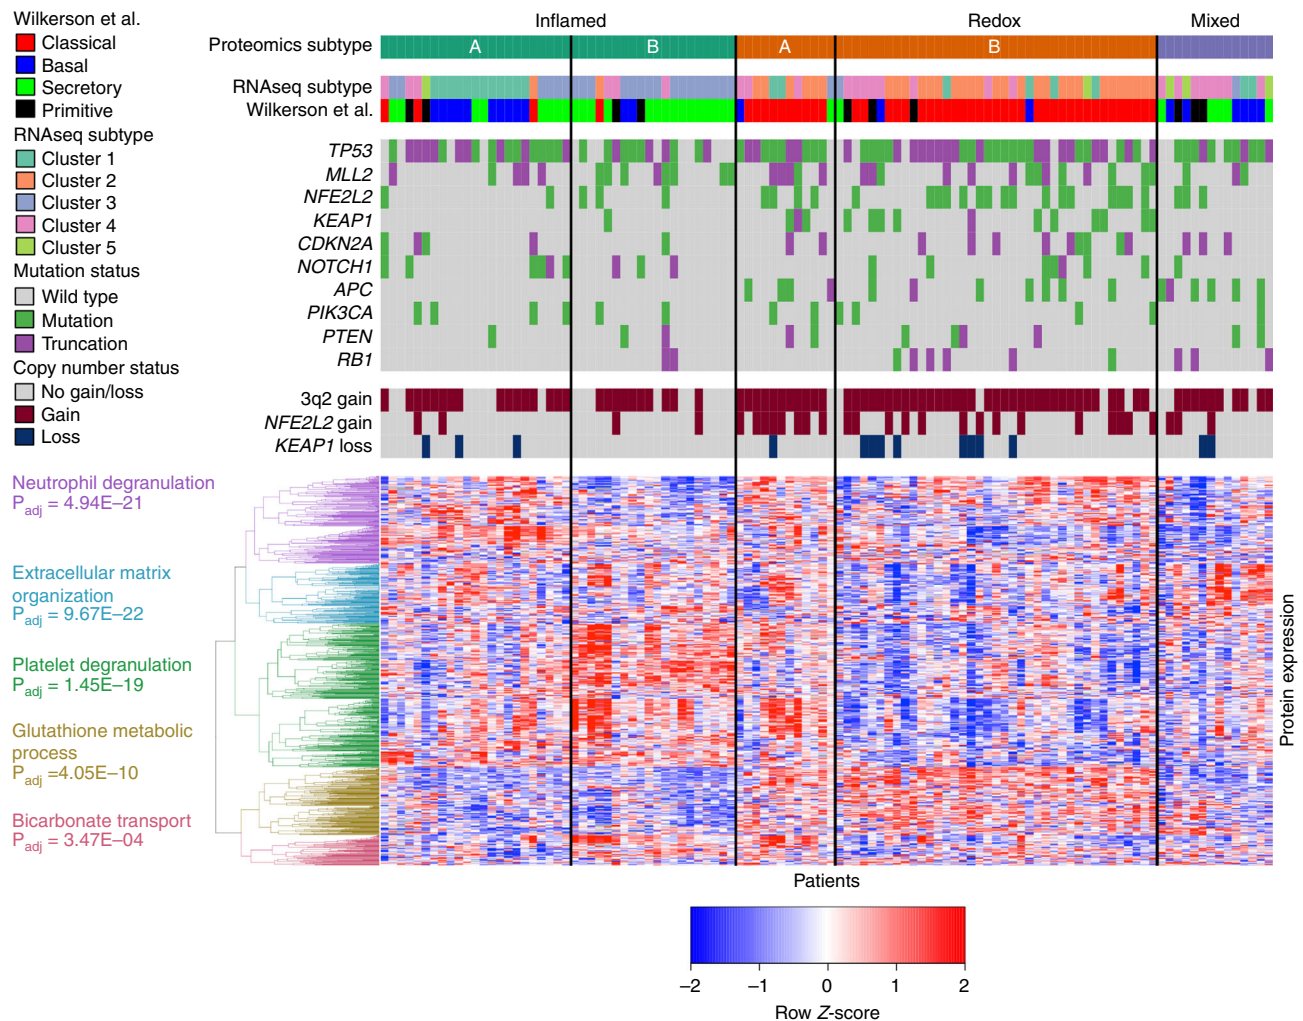 Wilkerson et al.
Classical
Basal
Secretory
Primitive
RNAseq subtype
Cluster 1
Cluster 2
Cluster 3
Cluster 4
Cluster 5
Mutation status
Wild type
Mutation
Truncation
Copy number status
No gain/loss
Gain
Loss
Inflamed Redox Mixed
Proteomics subtype A B A B
RNAseq subtype
Wilkerson et al.
TP53
MLL2
NFE2L2
KEAP1
CDKN2A
NOTCH1
APC
PIK3CA
PTEN
RB1
3q2 gain
NFE2L2 gain
KEAP1 loss
Neutrophil degranulation
Padj = 4.94E–21
Extracellular matrix
organization
Padj = 9.67E–22
Platelet degranulation
Padj = 1.45E–19
Glutathione metabolic
process
Padj =4.05E–10
Bicarbonate transport
Padj = 3.47E–04
Protein expression
Patients
–2 –1 0 1 2
Row Z-score